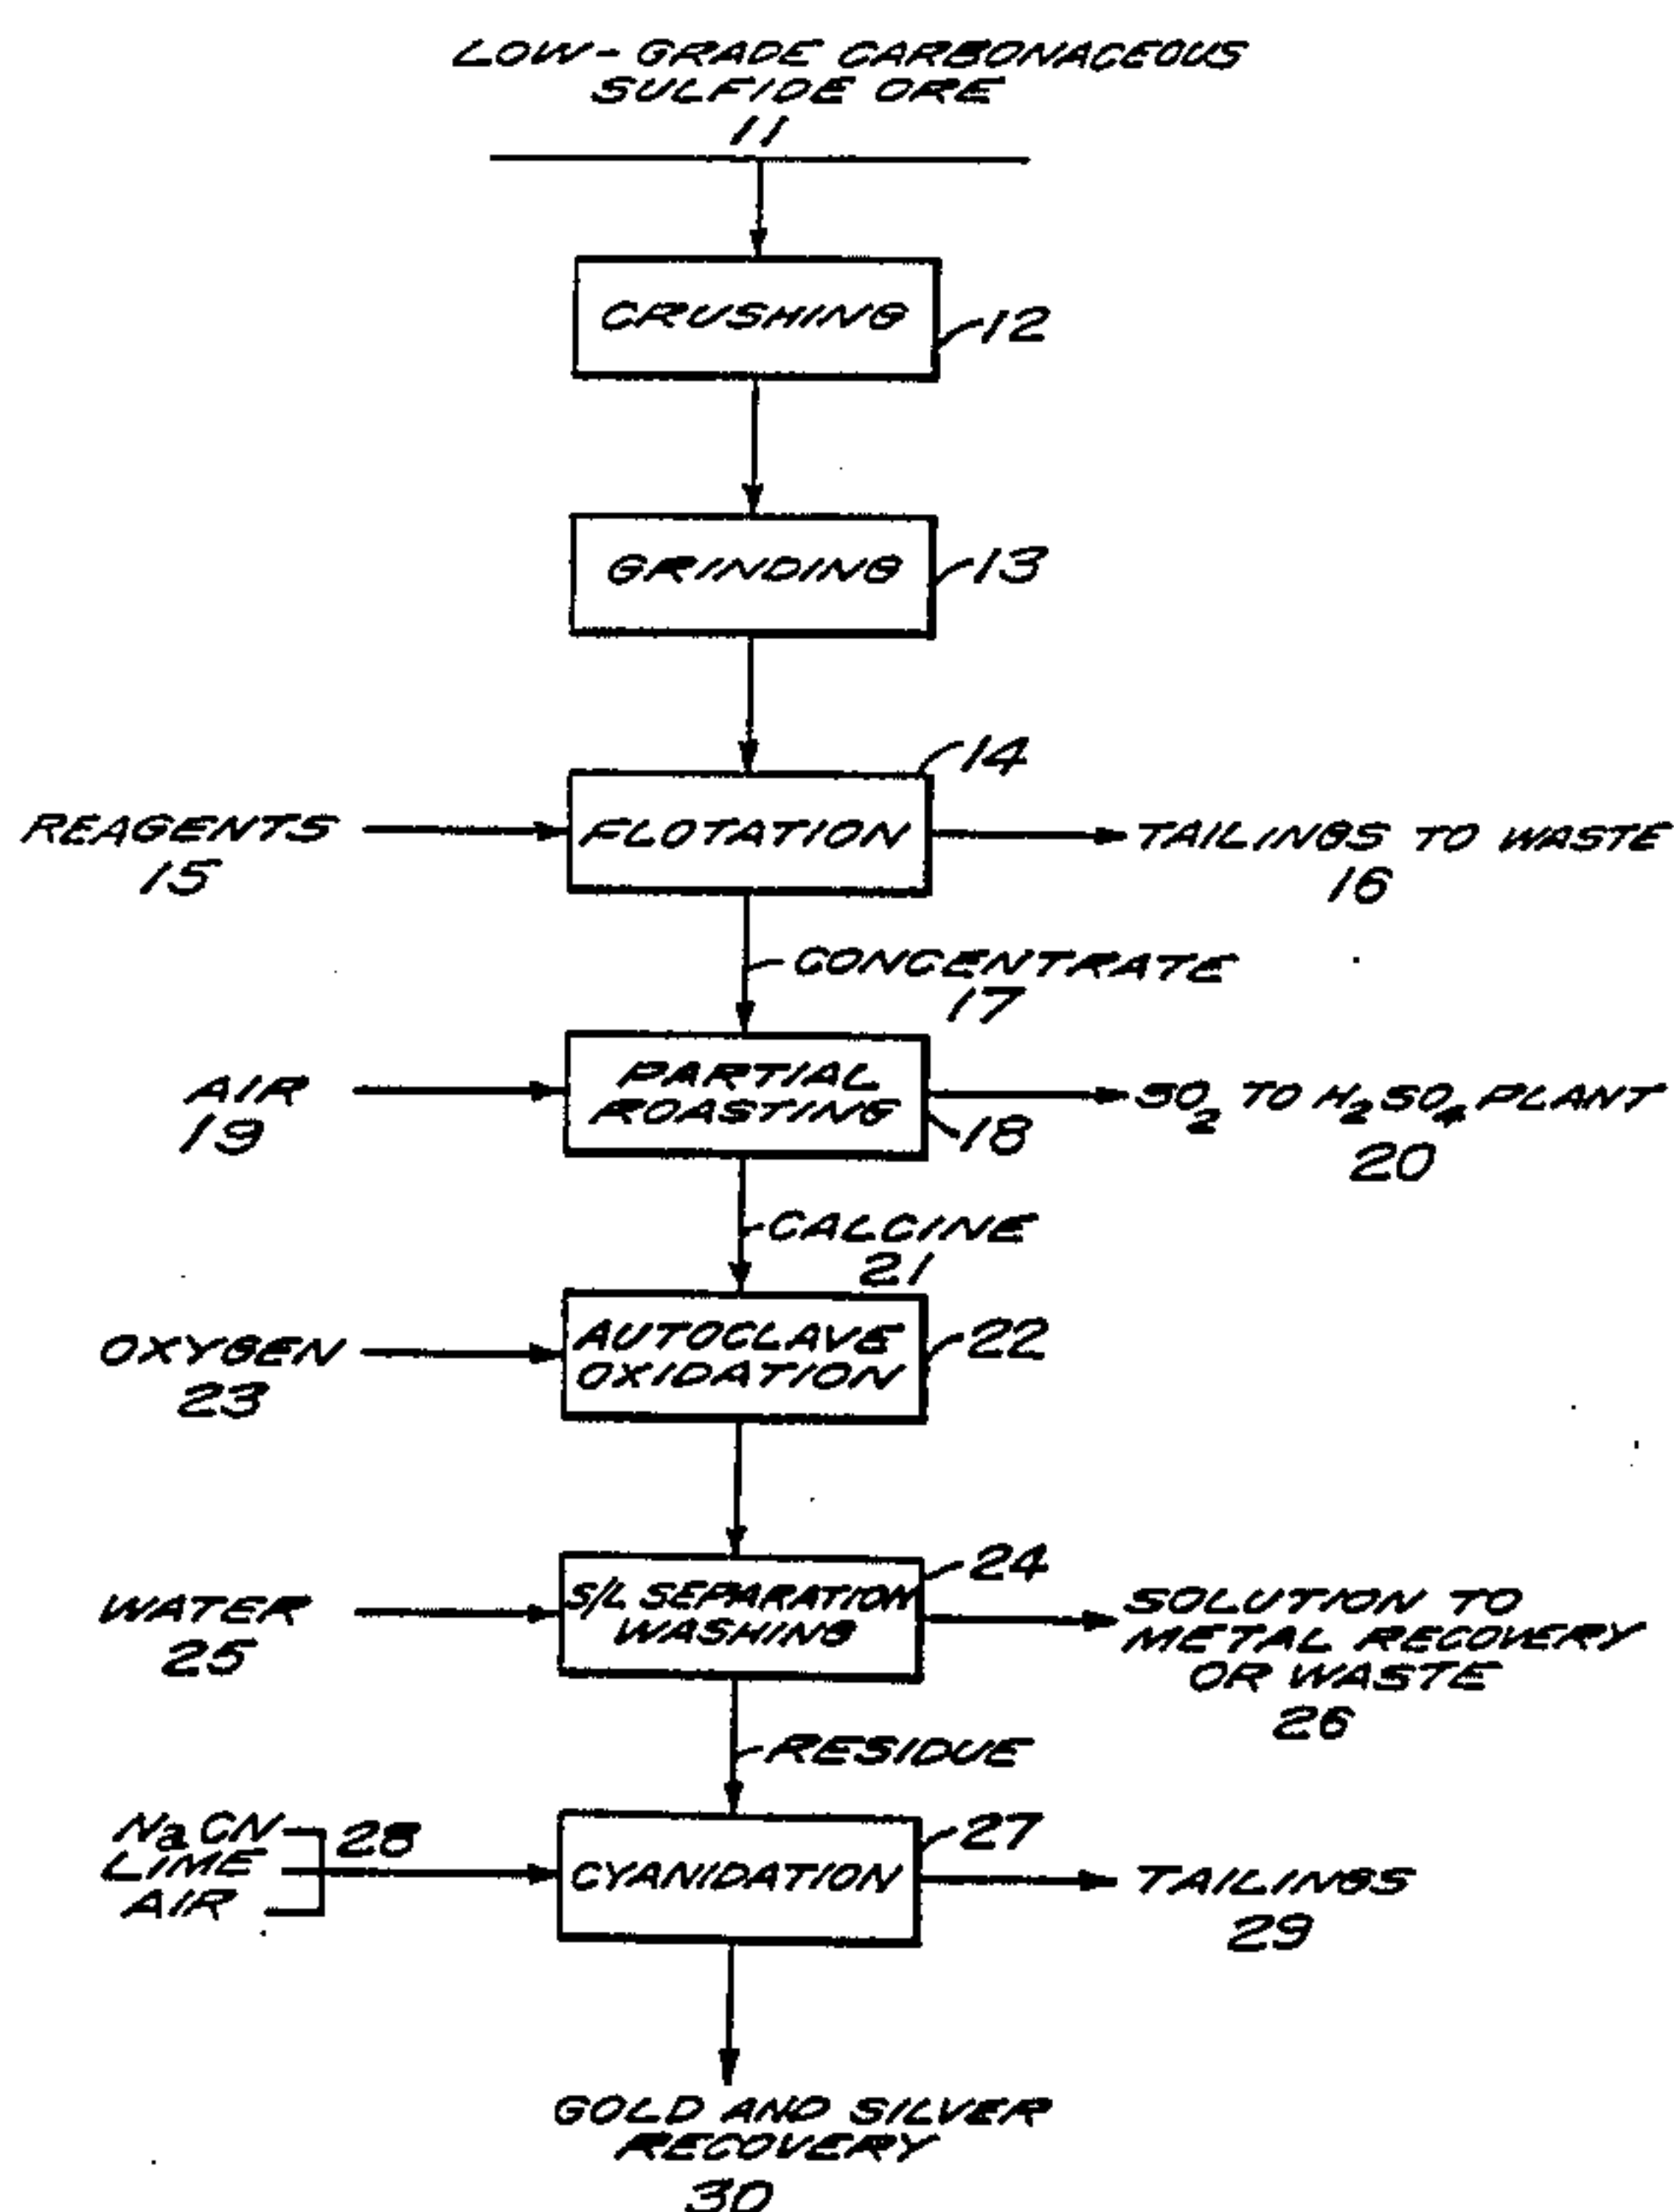 LOW-GRADE CARBONACEOUS
SULFIDE ORE
11
CRUSHING
12
GRINDING
13
14
REAGENTS
15
FLOTATION
TAILINGS TO WASTE
16
CONCENTRATE
17
AIR
19
PARTIAL
ROASTING
18
SO2 TO H2SO4 PLANT
20
CALCINE
21
OXYGEN
23
AUTOCLAVE
OXIDATION
22
WATER
25
S/L SEPARATION
WASHING
24
SOLUTION TO
METAL RECOVERY
OR WASTE
26
RESIDUE
NaCN
LIME
AIR
28
CYANIDATION
27
TAILINGS
29
GOLD AND SILVER
RECOVERY
30